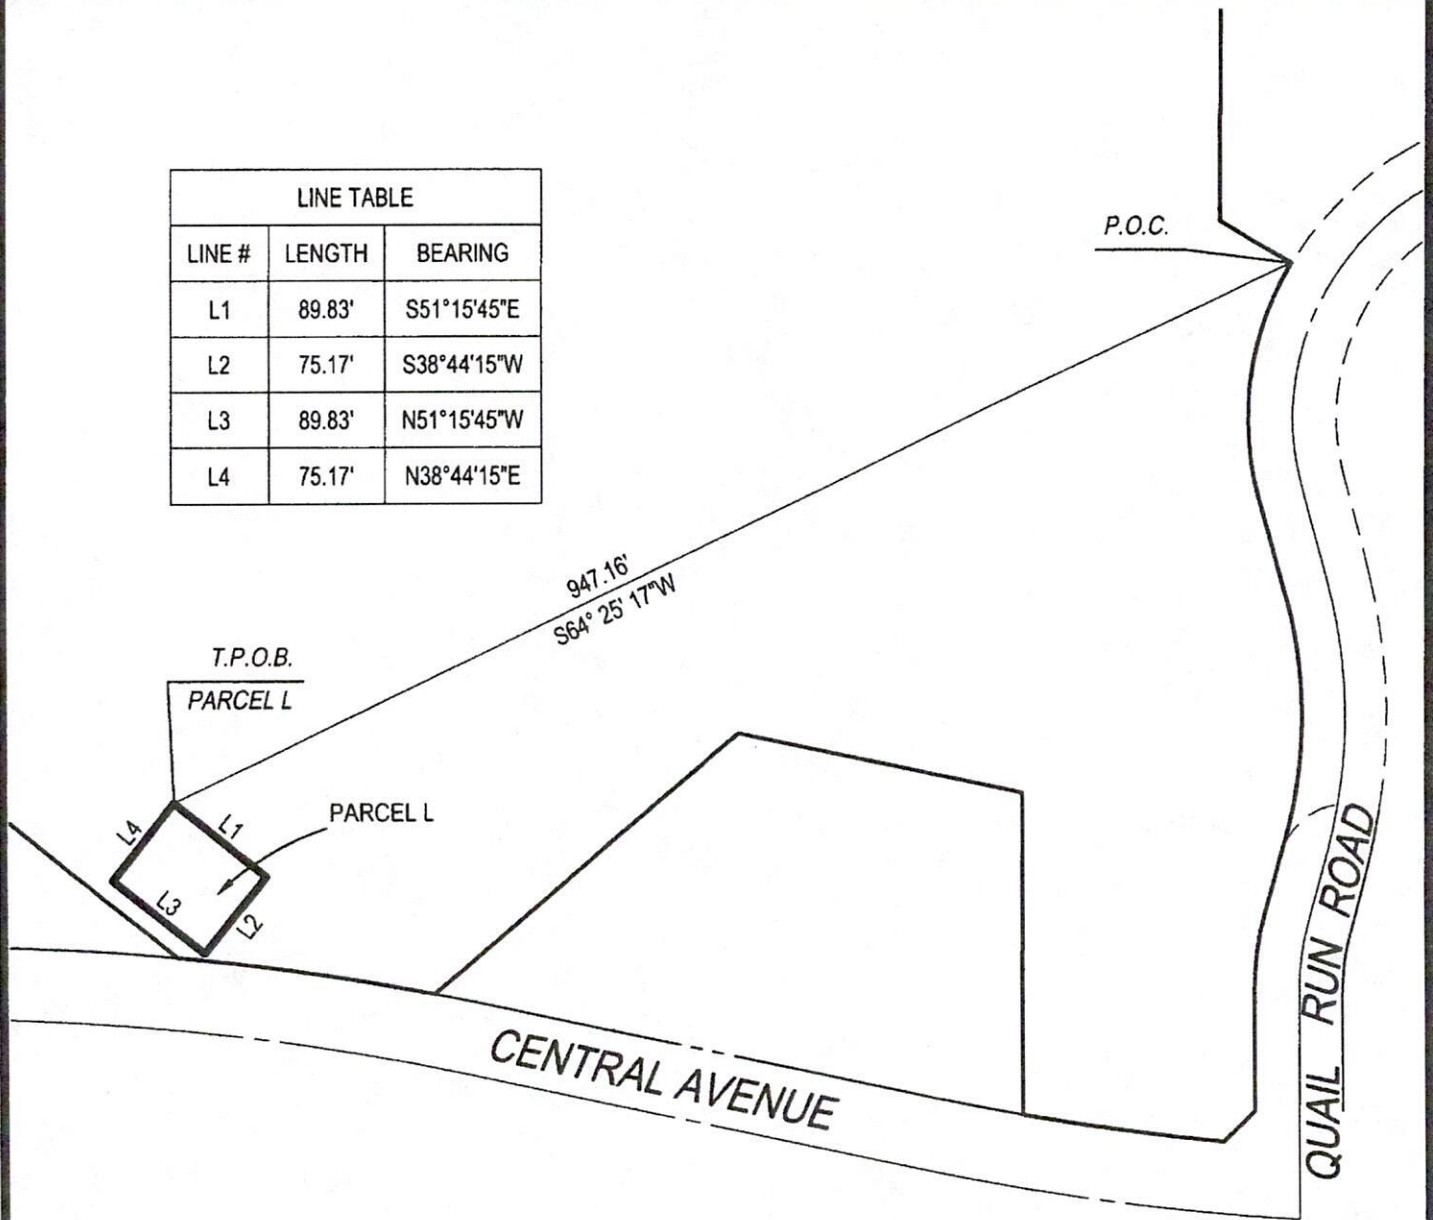 LINE TABLE
LINE # LENGTH BEARING
L1 89.83' S51°15'45"E
L2 75.17' S38°44'15"W
L3 89.83' N51°15'45"W
L4 75.17' N38°44'15"E
P.O.C.
947.16'
S64° 25' 17"W
T.P.O.B.
PARCEL L
PARCEL L
L1
L4
L3
L2
CENTRAL AVENUE
QUAIL RUN ROAD